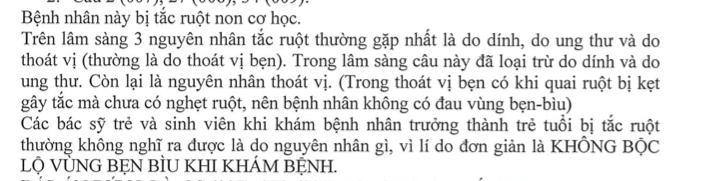 Bệnh nhân này bị tắc ruột non cơ học.
Trên lâm sàng 3 nguyên nhân tắc ruột thường gặp nhất là do dính, do ung thư và do
thoát vị (thường là do thoát vị bẹn). Trong lâm sàng câu này đã loại trừ do dính và do
ung thư. Còn lại là nguyên nhân thoát vị. (Trong thoát vị bẹn có khi quai ruột bị kẹt
gây tắc mà chưa có nghẹt ruột, nên bệnh nhân không có đau vùng bẹn-bìu)
Các bác sỹ trẻ và sinh viên khi khám bệnh nhân trưởng thành trẻ tuổi bị tắc ruột
thường không nghĩ ra được là do nguyên nhân gì, vì lí do đơn giản là KHÔNG BỘC
LỘ VÙNG BẸN BÌU KHI KHÁM BỆNH.